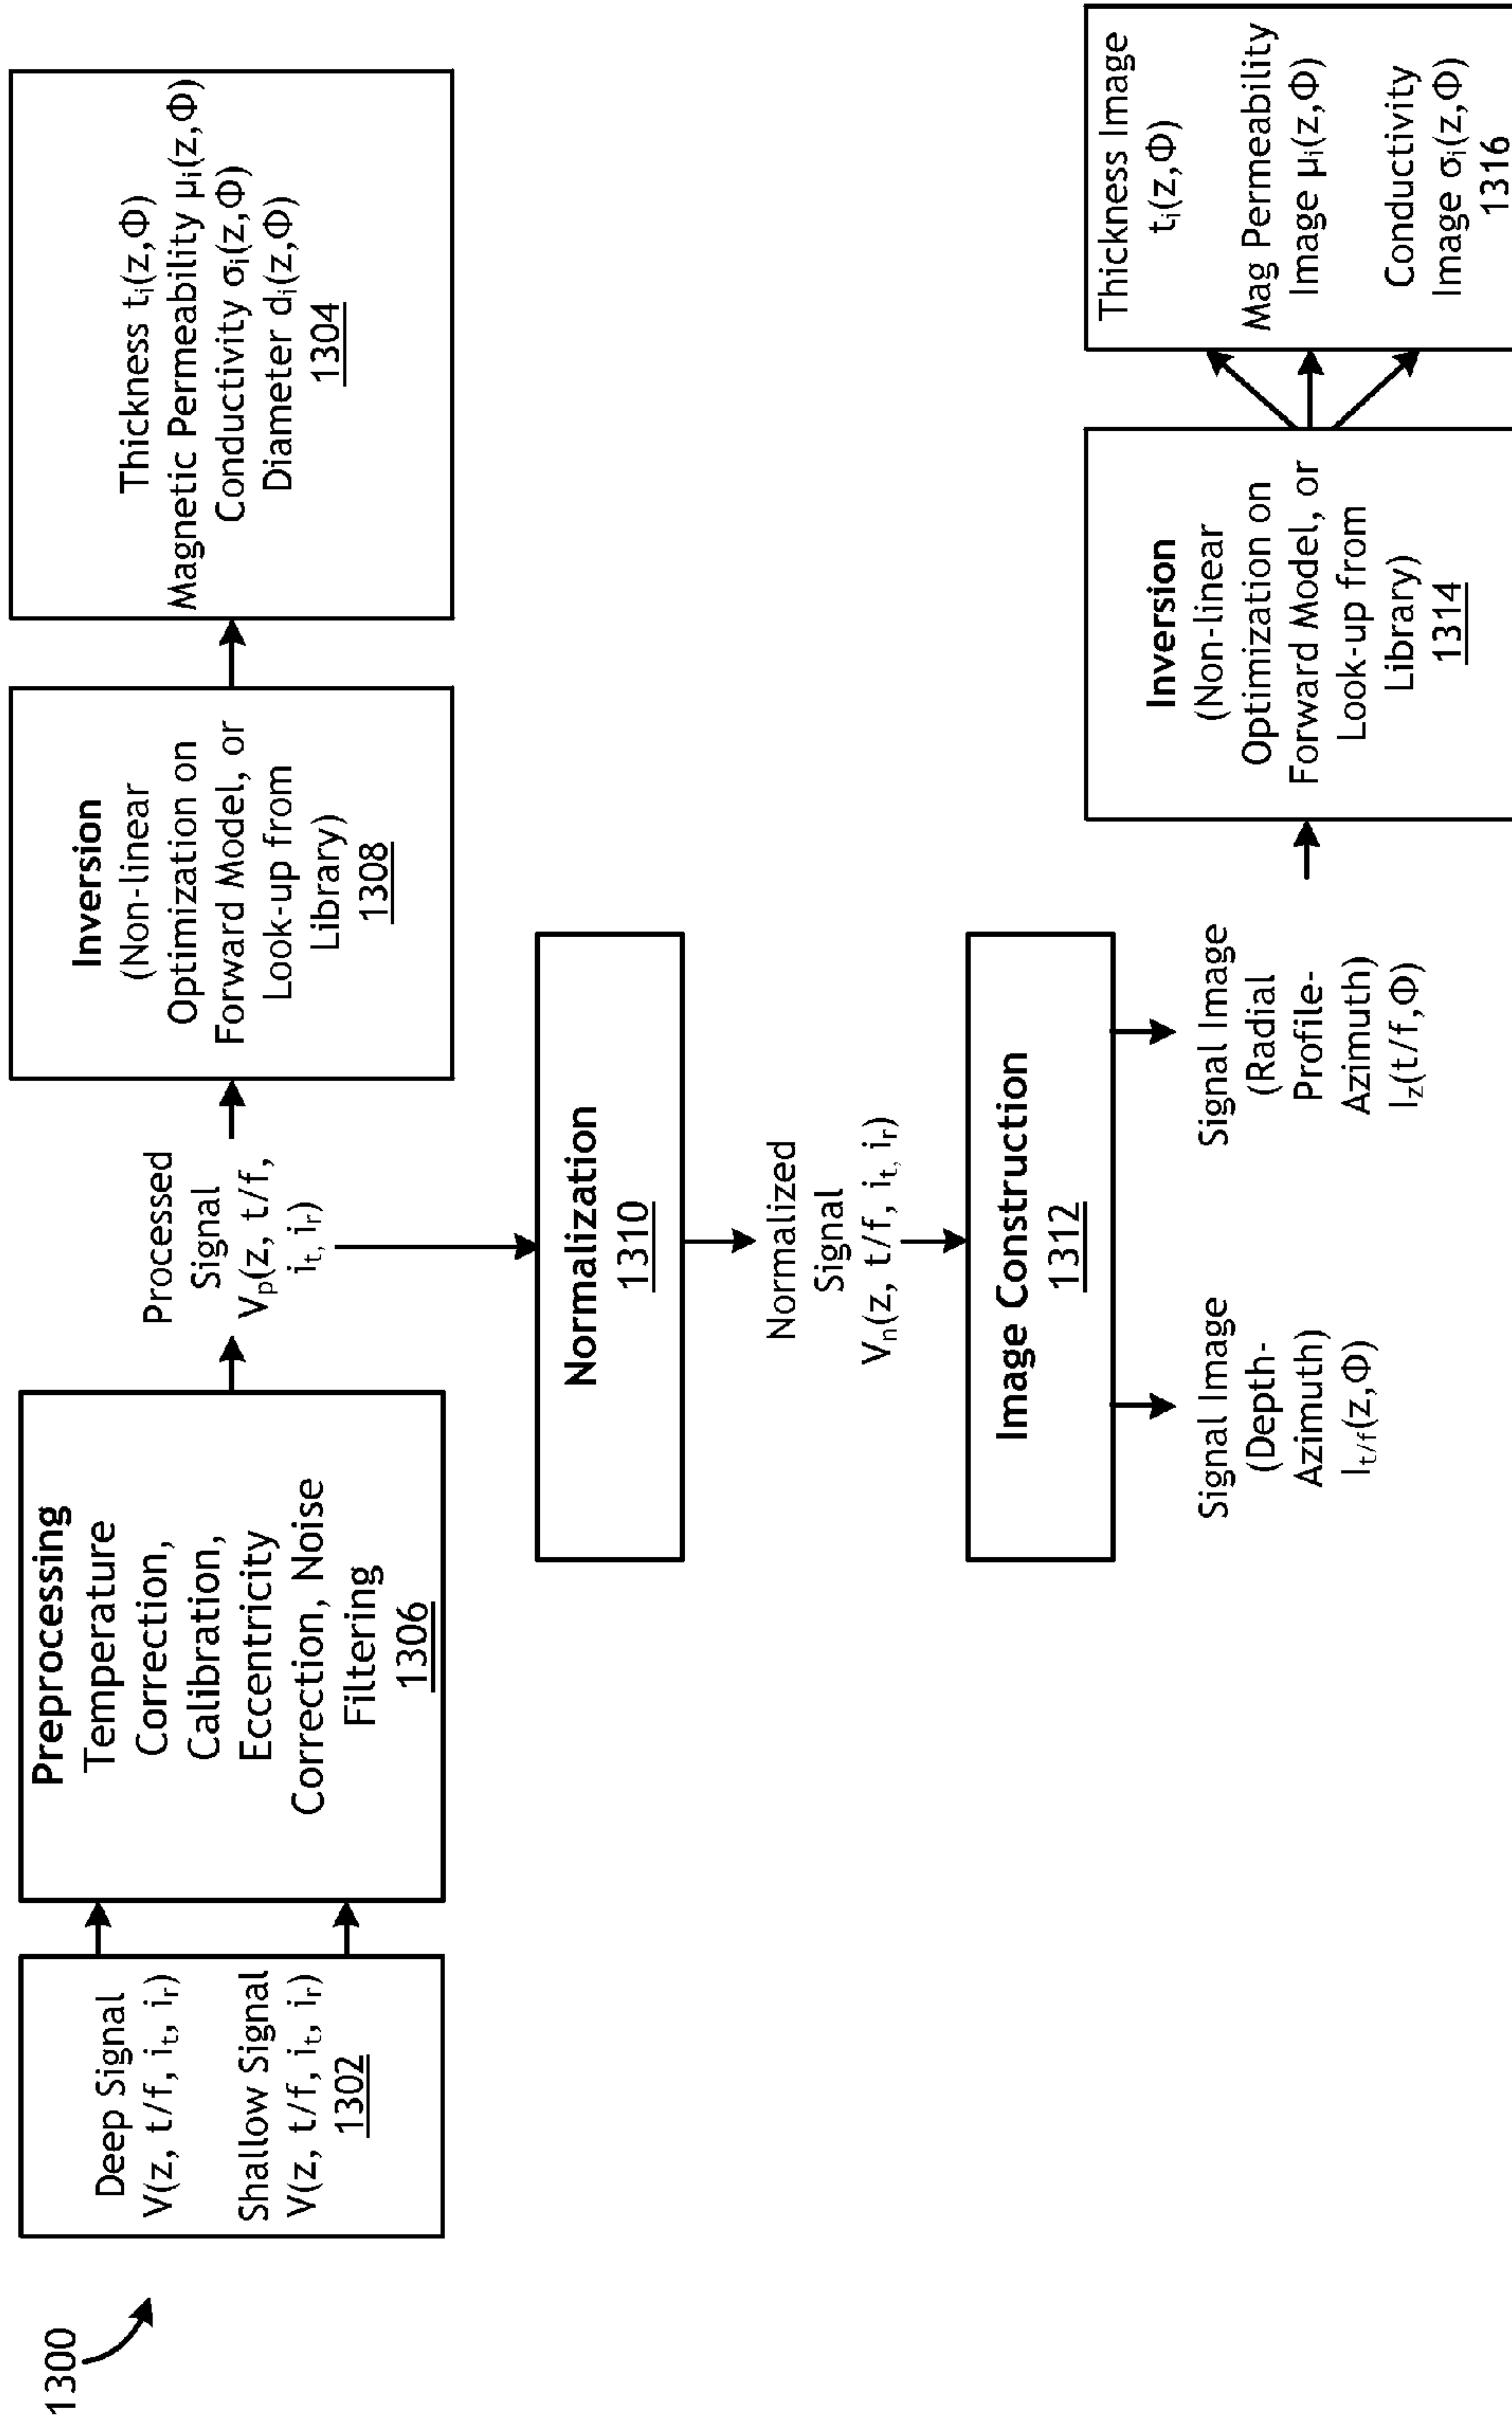 1300
Deep Signal
V(z, t/f, iₜ, iᵣ)
Shallow Signal
V(z, t/f, iₜ, iᵣ)
1302
Preprocessing
Temperature
Correction,
Calibration,
Eccentricity
Correction, Noise
Filtering
1306
Processed
Signal
Vₚ(z, t/f,
iₜ, iᵣ)
Inversion
(Non-linear
Optimization on
Forward Model, or
Look-up from
Library)
1308
Thickness tᵢ(z,Φ)
Magnetic Permeability μᵢ(z,Φ)
Conductivity σᵢ(z,Φ)
Diameter dᵢ(z,Φ)
1304
Normalization
1310
Normalized
Signal
Vₙ(z, t/f, iₜ, iᵣ)
Image Construction
1312
Signal Image
(Depth-
Azimuth)
I_t/f(z,Φ)
Signal Image
(Radial
Profile-
Azimuth)
I_z(t/f,Φ)
Inversion
(Non-linear
Optimization on
Forward Model, or
Look-up from
Library)
1314
Thickness Image
tᵢ(z,Φ)
Mag Permeability
Image μᵢ(z,Φ)
Conductivity
Image σᵢ(z,Φ)
1316